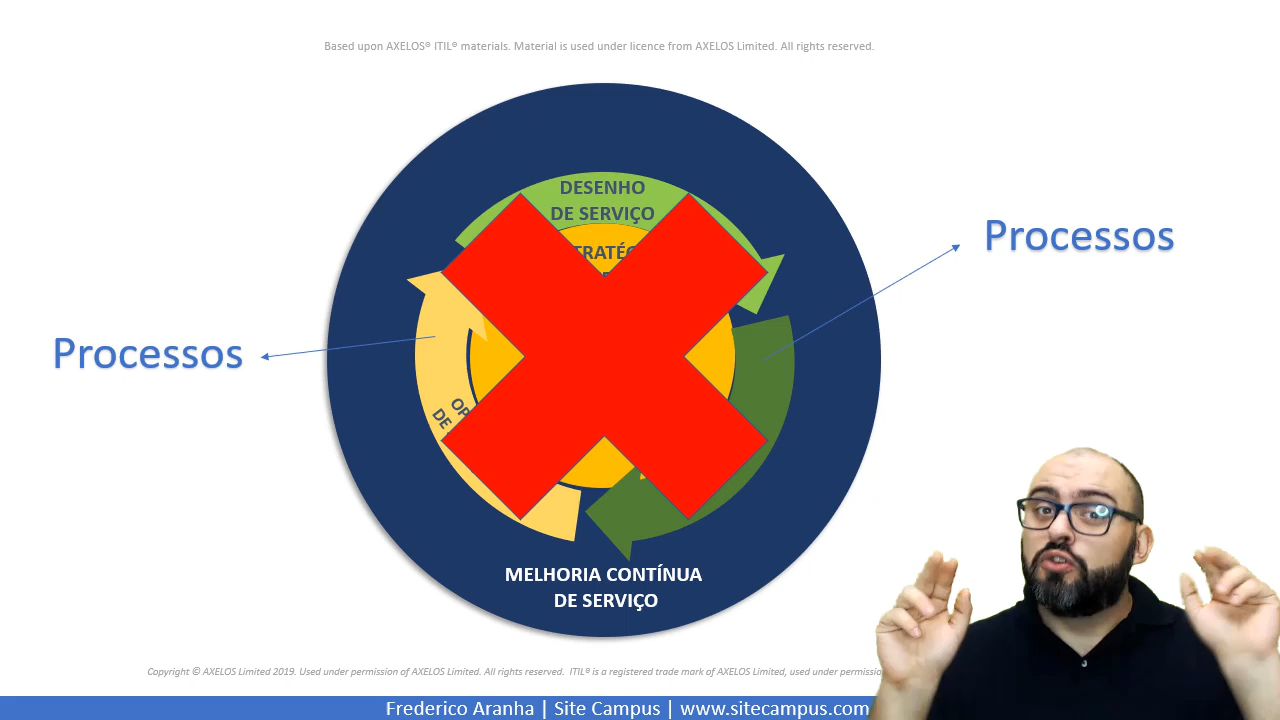 Based upon AXELOS® ITIL® materials. Material is used under licence from AXELOS Limited. All rights reserved.
DESENHO
DE SERVIÇO
Processos
Processos
DE
MELHORIA CONTÍNUA
DE SERVIÇO
Copyright © AXELOS Limited 2019. Used under permission of AXELOS Limited. All rights reserved. ITIL® is a registered trade mark of AXELOS Limited, used under
Frederico Aranha | Site Campus | www.sitecampus.com